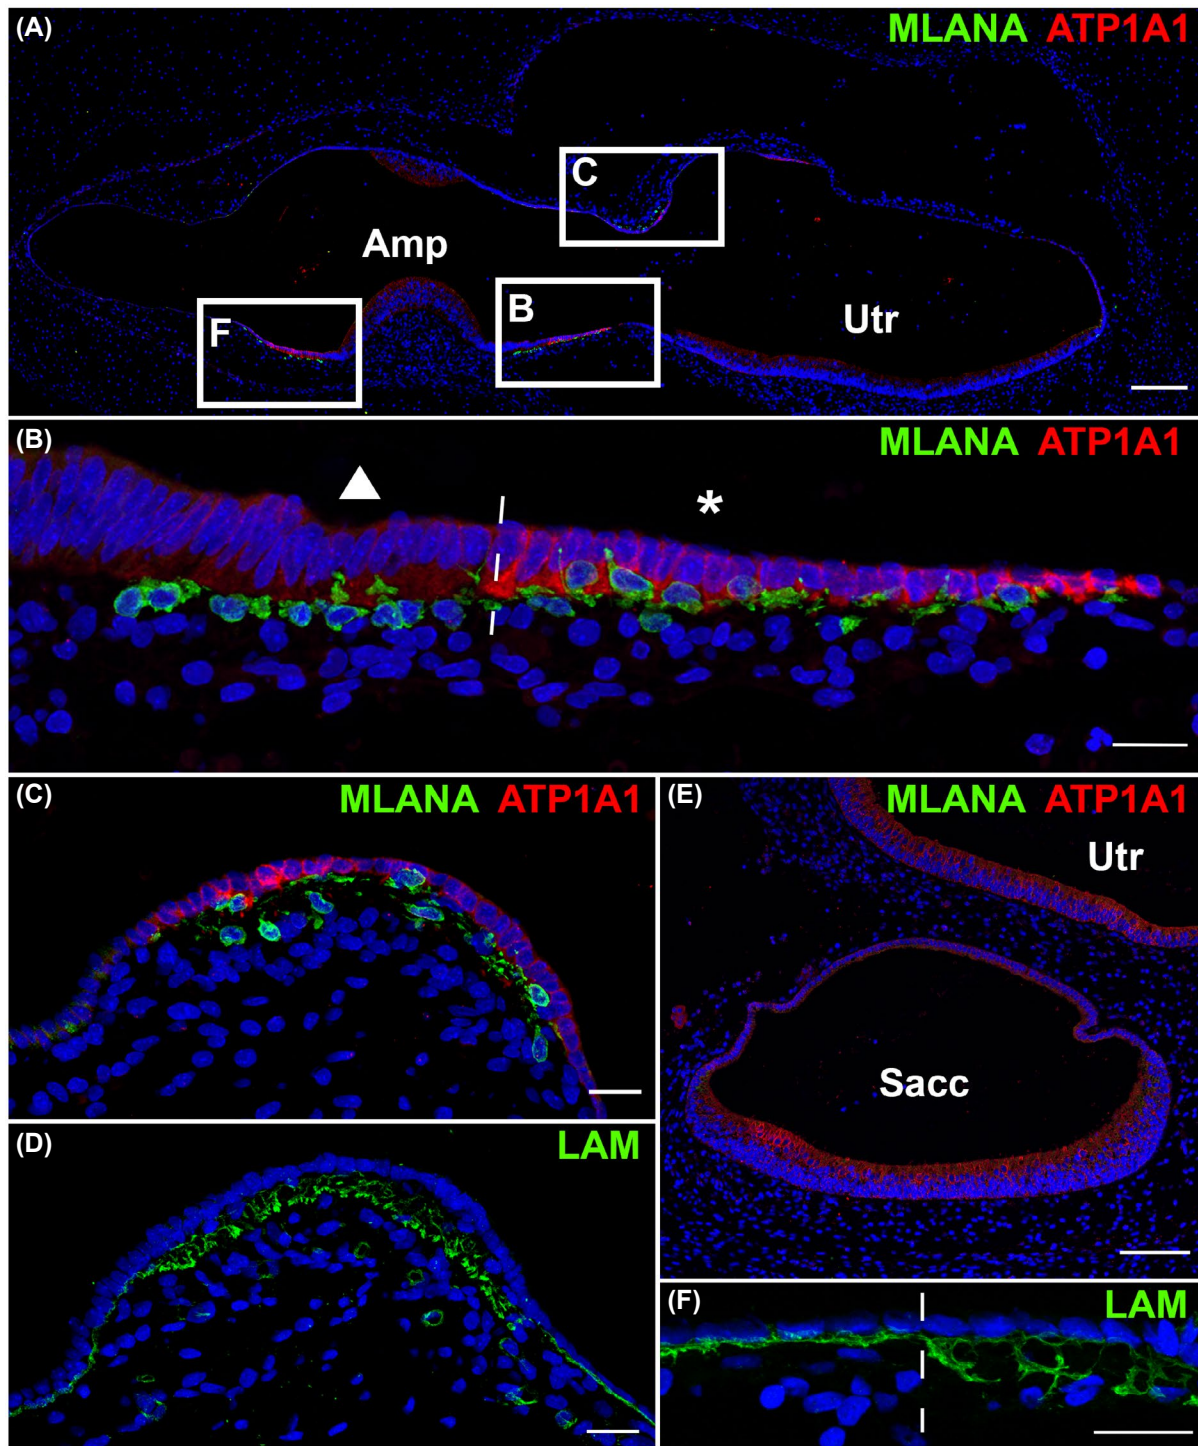 (A) MLANA ATP1A1
C
Amp
F
B
Utr
(B) MLANA ATP1A1
*
(C) MLANA ATP1A1
(E) MLANA ATP1A1
Utr
Sacc
(D) LAM
(F) LAM